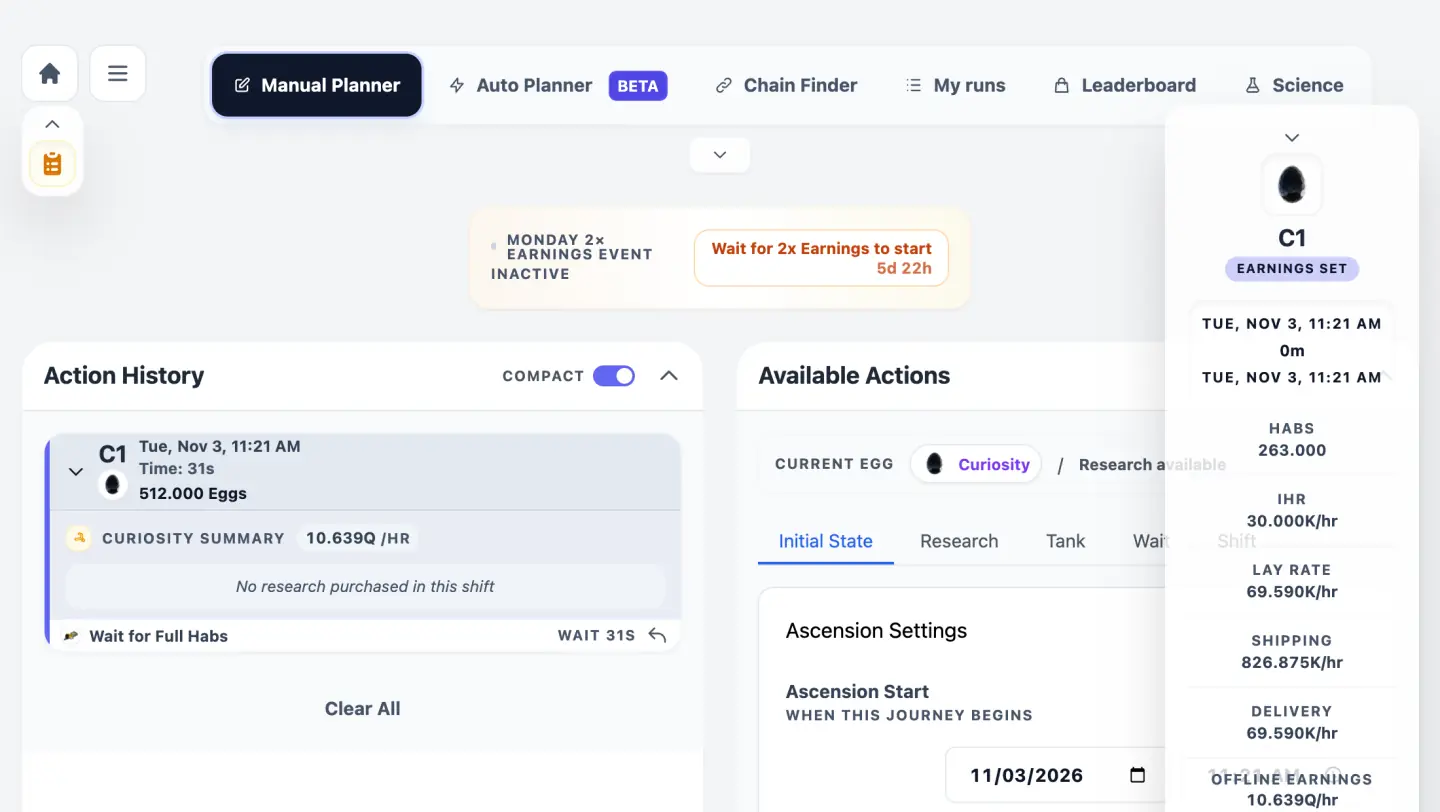 Manual Planner
Auto Planner BETA
Chain Finder
My runs
Leaderboard
Science
MONDAY 2×
EARNINGS EVENT
INACTIVE
Wait for 2x Earnings to start
5d 22h
Action History
COMPACT
C1
Tue, Nov 3, 11:21 AM
Time: 31s
512.000 Eggs
CURIOSITY SUMMARY
10.639Q /HR
No research purchased in this shift
Wait for Full Habs
WAIT 31S
Clear All
Available Actions
CURRENT EGG
Curiosity
/
Research available
Initial State
Research
Tank
Wait
Shift
Ascension Settings
Ascension Start
WHEN THIS JOURNEY BEGINS
11/03/2026
11:21 AM
C1
EARNINGS SET
TUE, NOV 3, 11:21 AM
0m
TUE, NOV 3, 11:21 AM
HABS
263.000
IHR
30.000K/hr
LAY RATE
69.590K/hr
SHIPPING
826.875K/hr
DELIVERY
69.590K/hr
OFFLINE EARNINGS
10.639Q/hr